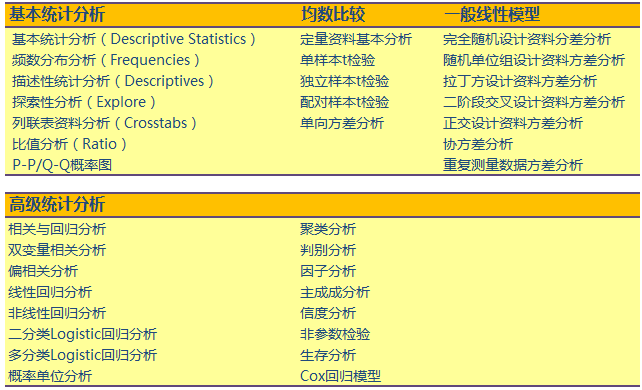 基本统计分析 均数比较 一般线性模型
基本统计分析（Descriptive Statistics） 定量资料基本分析 完全随机设计资料分差分析
频数分布分析（Frequencies） 单样本t检验 随机单位组设计资料方差分析
描述性统计分析（Descriptives） 独立样本t检验 拉丁方设计资料方差分析
探索性分析（Explore） 配对样本t检验 二阶段交叉设计资料方差分析
列联表资料分析（Crosstabs） 单向方差分析 正交设计资料方差分析
比值分析（Ratio） 协方差分析
P-P/Q-Q概率图 重复测量数据方差分析
高级统计分析
相关与回归分析 聚类分析
双变量相关分析 判别分析
偏相关分析 因子分析
线性回归分析 主成成分析
非线性回归分析 信度分析
二分类Logistic回归分析 非参数检验
多分类Logistic回归分析 生存分析
概率单位分析 Cox回归模型